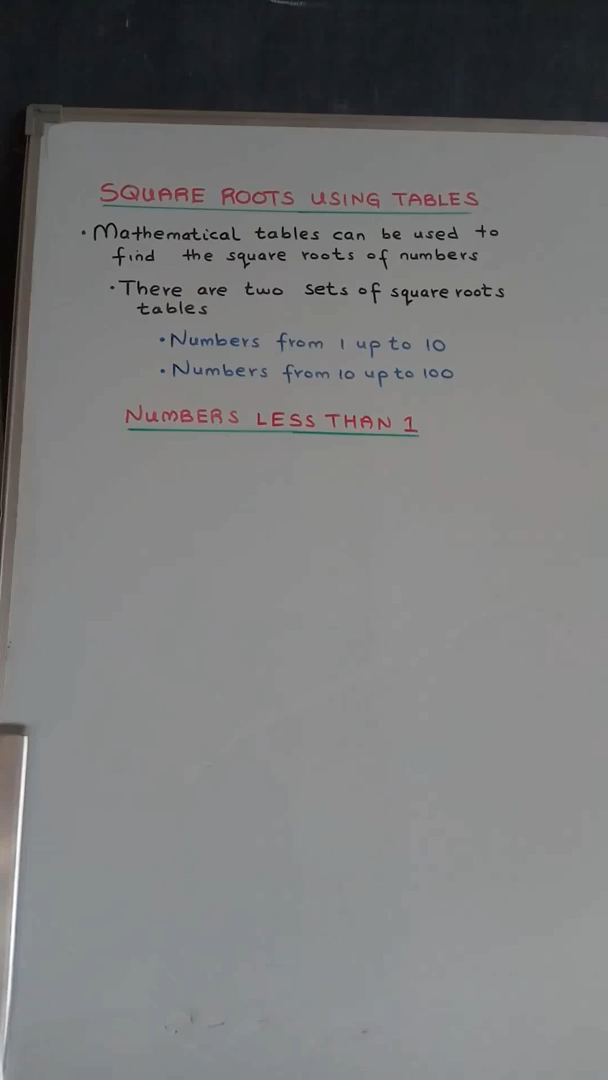 SQUARE ROOTS USING TABLES
• Mathematical tables can be used to
find the square roots of numbers
• There are two sets of square roots
tables
• Numbers from 1 up to 10
• Numbers from 10 up to 100
NUMBERS LESS THAN 1